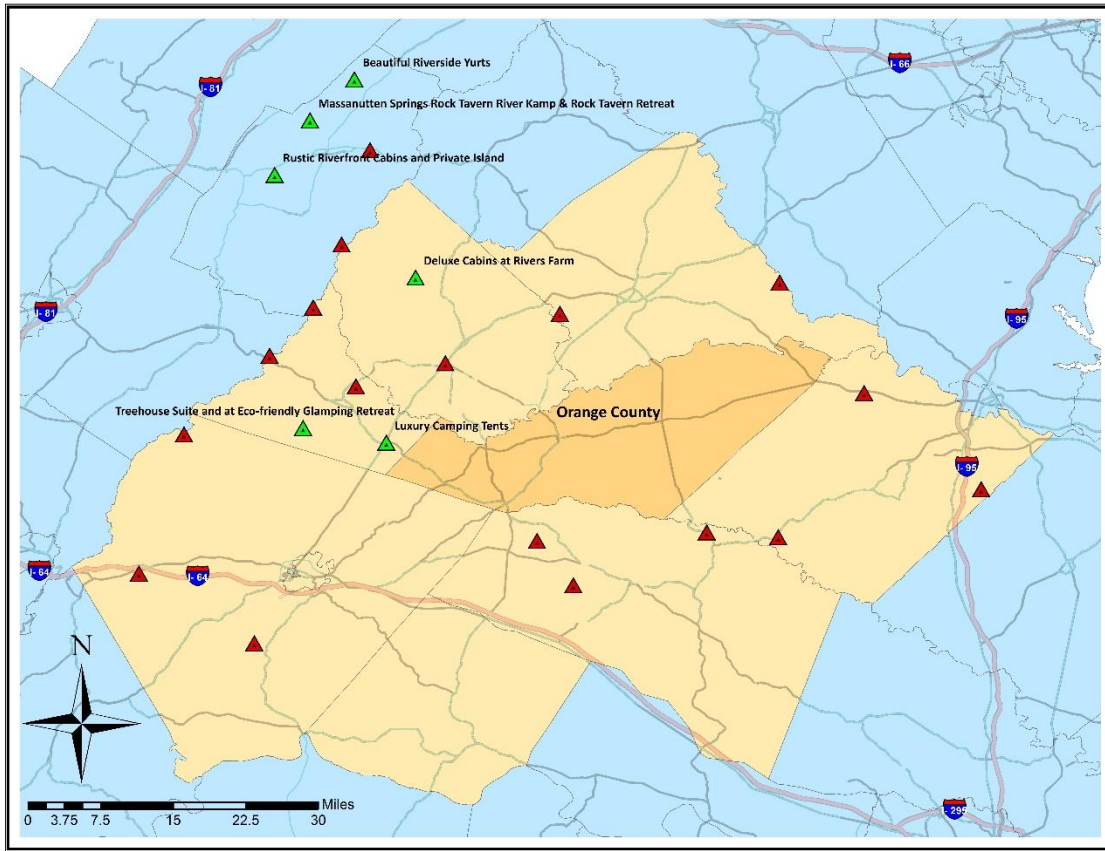 Beautiful Riverside Yurts
I-81
I-66
Massanutten Springs Rock Tavern River Kamp & Rock Tavern Retreat
Rustic Riverfront Cabins and Private Island
Deluxe Cabins at Rivers Farm
I-81
I-95
Treehouse Suite and at Eco-friendly Glamping Retreat
Orange County
Luxury Camping Tents
I-95
I-64
I-64
N
Miles
0 3.75 7.5 15 22.5 30
I-295